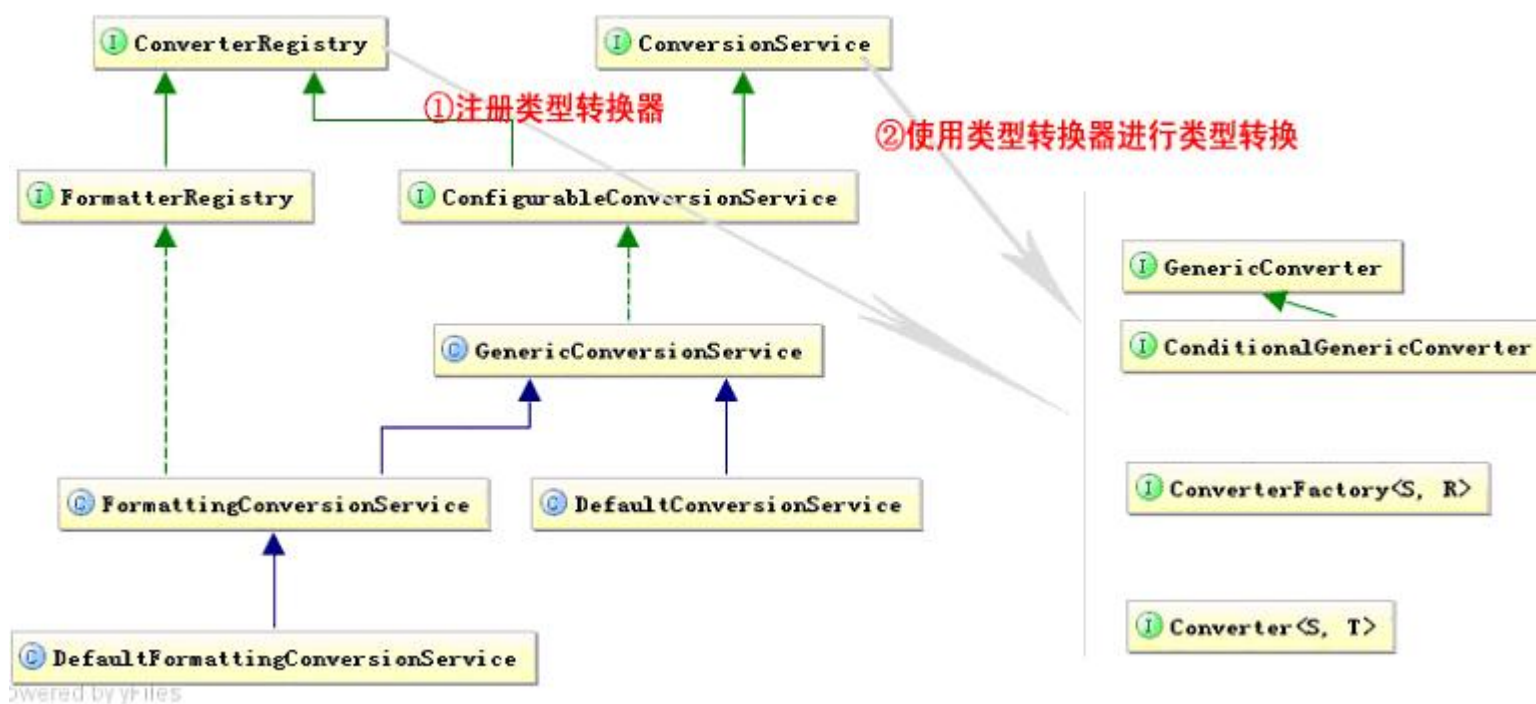 ConverterRegistry
ConversionService
①注册类型转换器
②使用类型转换器进行类型转换
FormatterRegistry
ConfigurableConversionService
GenericConverter
ConditionalGenericConverter
GenericConversionService
ConverterFactory<S, R>
FormattingConversionService
DefaultConversionService
Converter<S, T>
DefaultFormattingConversionService
owered by yFiles